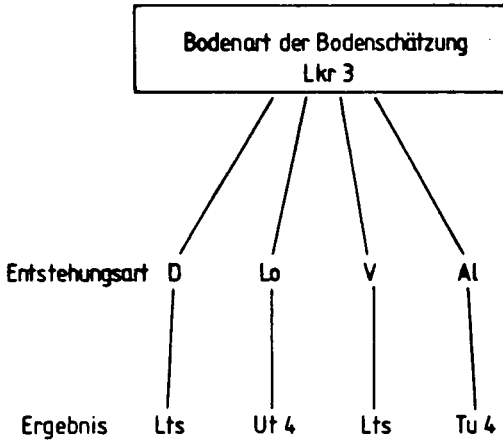 Bodenart der Bodenschätzung
Lkr 3
Entstehungsart D Lo V Al
Ergebnis Lts Ut 4 Lts Tu 4